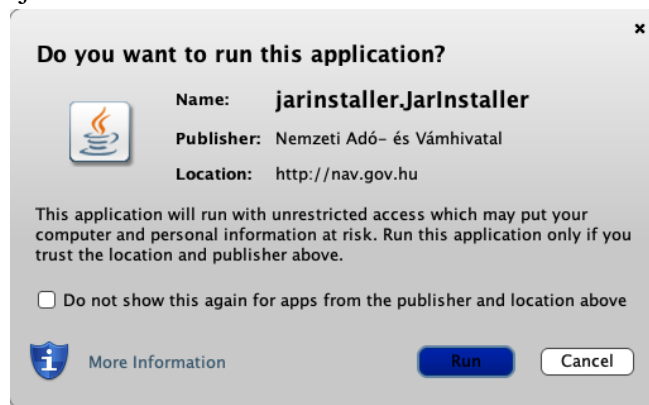 Do you want to run this application?
Name: jarinstaller.JarInstaller
Publisher: Nemzeti Adó- és Vámhivatal
Location: http://nav.gov.hu
This application will run with unrestricted access which may put your
computer and personal information at risk. Run this application only if you
trust the location and publisher above.
Do not show this again for apps from the publisher and location above
More Information
Run
Cancel